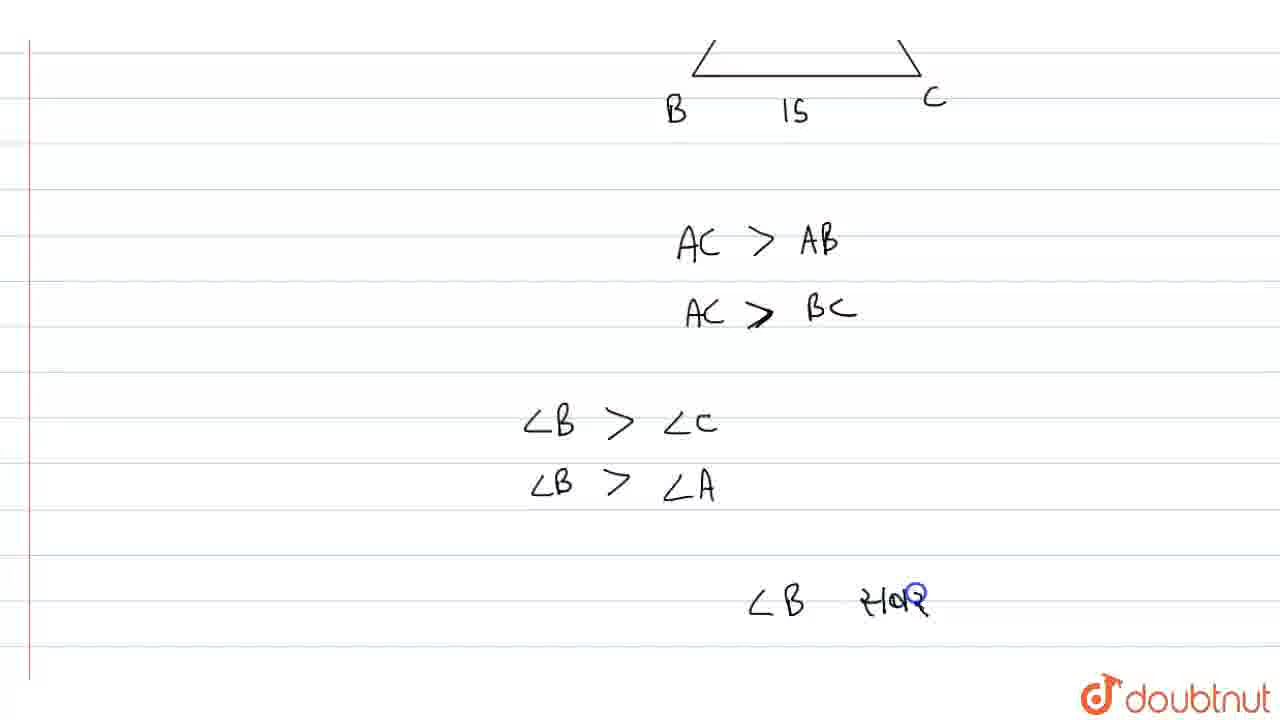 B 15 C
AC > AB
AC > BC
∠B > ∠C
∠B > ∠A
∠B
doubtnut